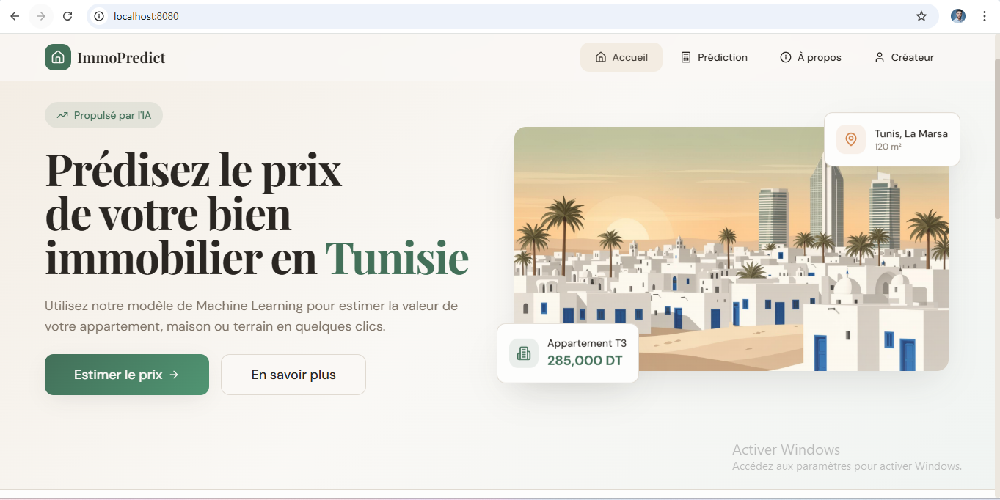 localhost:8080
ImmoPredict
Accueil
Prédiction
À propos
Créateur
Propulsé par l'IA
Prédisez le prix
de votre bien
immobilier en Tunisie
Utilisez notre modèle de Machine Learning pour estimer la valeur de
votre appartement, maison ou terrain en quelques clics.
Estimer le prix →
En savoir plus
Tunis, La Marsa
120 m²
Appartement T3
285,000 DT
Activer Windows
Accédez aux paramètres pour activer Windows.